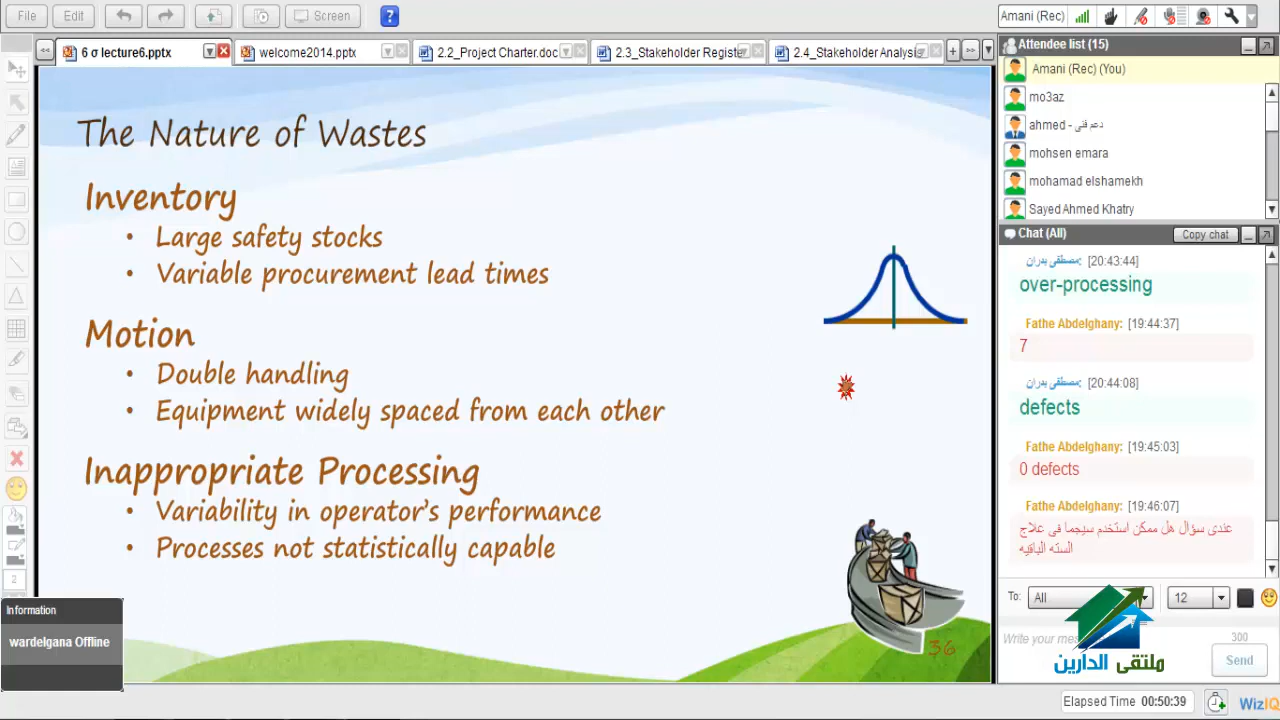 File
Edit
Screen
?
Amani (Rec)
<<
6 σ lecture6.pptx
welcome2014.pptx
2.2_Project Charter.doc
2.3_Stakeholder Registe
2.4_Stakeholder Analysis
+
>>
The Nature of Wastes
Inventory
• Large safety stocks
• Variable procurement lead times
Motion
• Double handling
• Equipment widely spaced from each other
Inappropriate Processing
• Variability in operator's performance
• Processes not statistically capable
36
2
Information
wardelgana Offline
Attendee list (15)
Amani (Rec) (You)
mo3az
ahmed - دعم فنى
mohsen emara
mohamad elshamekh
Sayed Ahmed Khatry
Chat (All)
Copy chat
مصطفى بدران: [20:43:44]
over-processing
Fathe Abdelghany: [19:44:37]
7
مصطفى بدران: [20:44:08]
defects
Fathe Abdelghany: [19:45:03]
0 defects
Fathe Abdelghany: [19:46:07]
عندى سؤال هل ممكن استخدم سيجما فى علاج
السته الباقيه
To:
All
12
Write your mes
300
Send
ملتقى الدارين
Elapsed Time 00:50:39
WizIQ